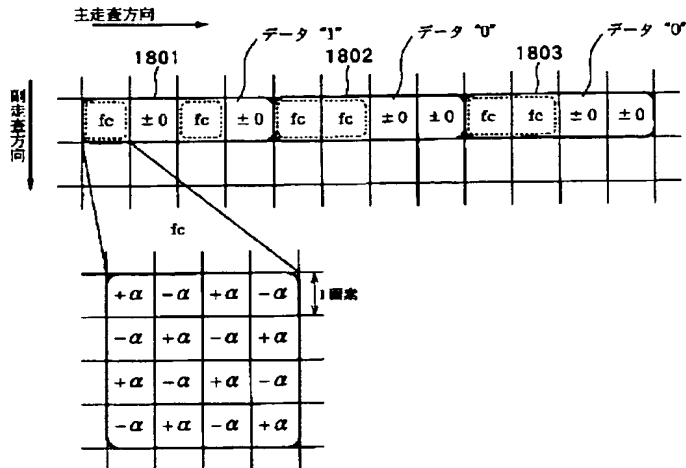 主走査方向
データ "1"
データ "0"
データ "0"
1801
1802
1803
副走査方向
fc ±0 fc ±0 fc fc ±0 ±0 fc fc ±0 ±0
fc
+α -α +α -α
1画素
-α +α -α +α
+α -α +α -α
-α +α -α +α